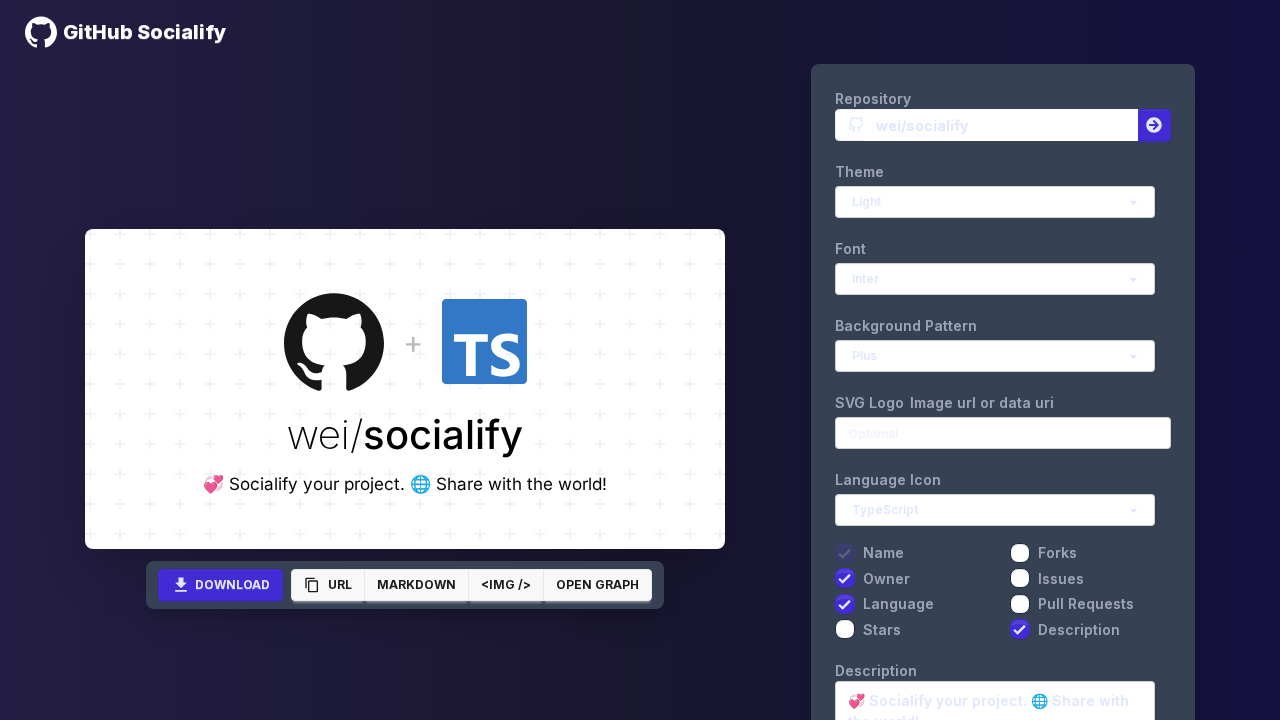 GitHub Socialify
Repository
wei/socialify
Theme
Light
Font
Inter
Background Pattern
Plus
SVG Logo Image url or data uri
Optional
Language Icon
TypeScript
Name
Forks
Owner
Issues
Language
Pull Requests
Stars
Description
Description
💞 Socialify your project. 🌐 Share with
the world!
+
TS
wei/socialify
💞 Socialify your project. 🌐 Share with the world!
DOWNLOAD
URL
MARKDOWN
<IMG />
OPEN GRAPH